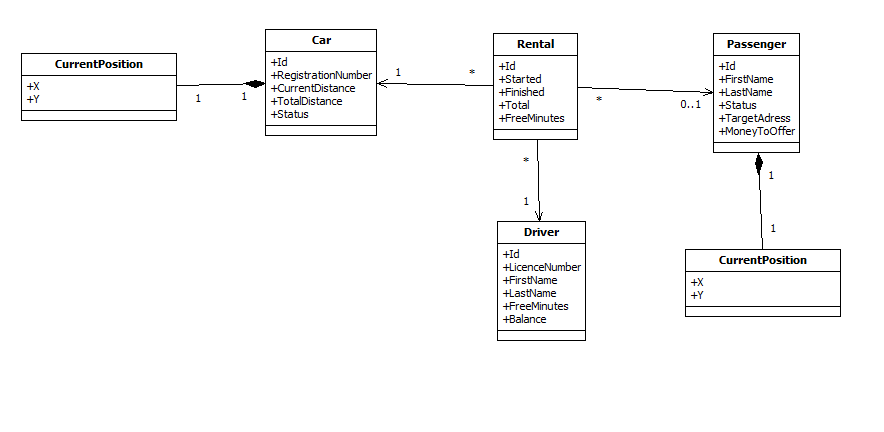 CurrentPosition
+X
+Y
1
1
Car
+Id
+RegistrationNumber
+CurrentDistance
+TotalDistance
+Status
1
*
Rental
+Id
+Started
+Finished
+Total
+FreeMinutes
*
0..1
Passenger
+Id
+FirstName
+LastName
+Status
+TargetAdress
+MoneyToOffer
*
1
1
1
Driver
+Id
+LicenceNumber
+FirstName
+LastName
+FreeMinutes
+Balance
CurrentPosition
+X
+Y